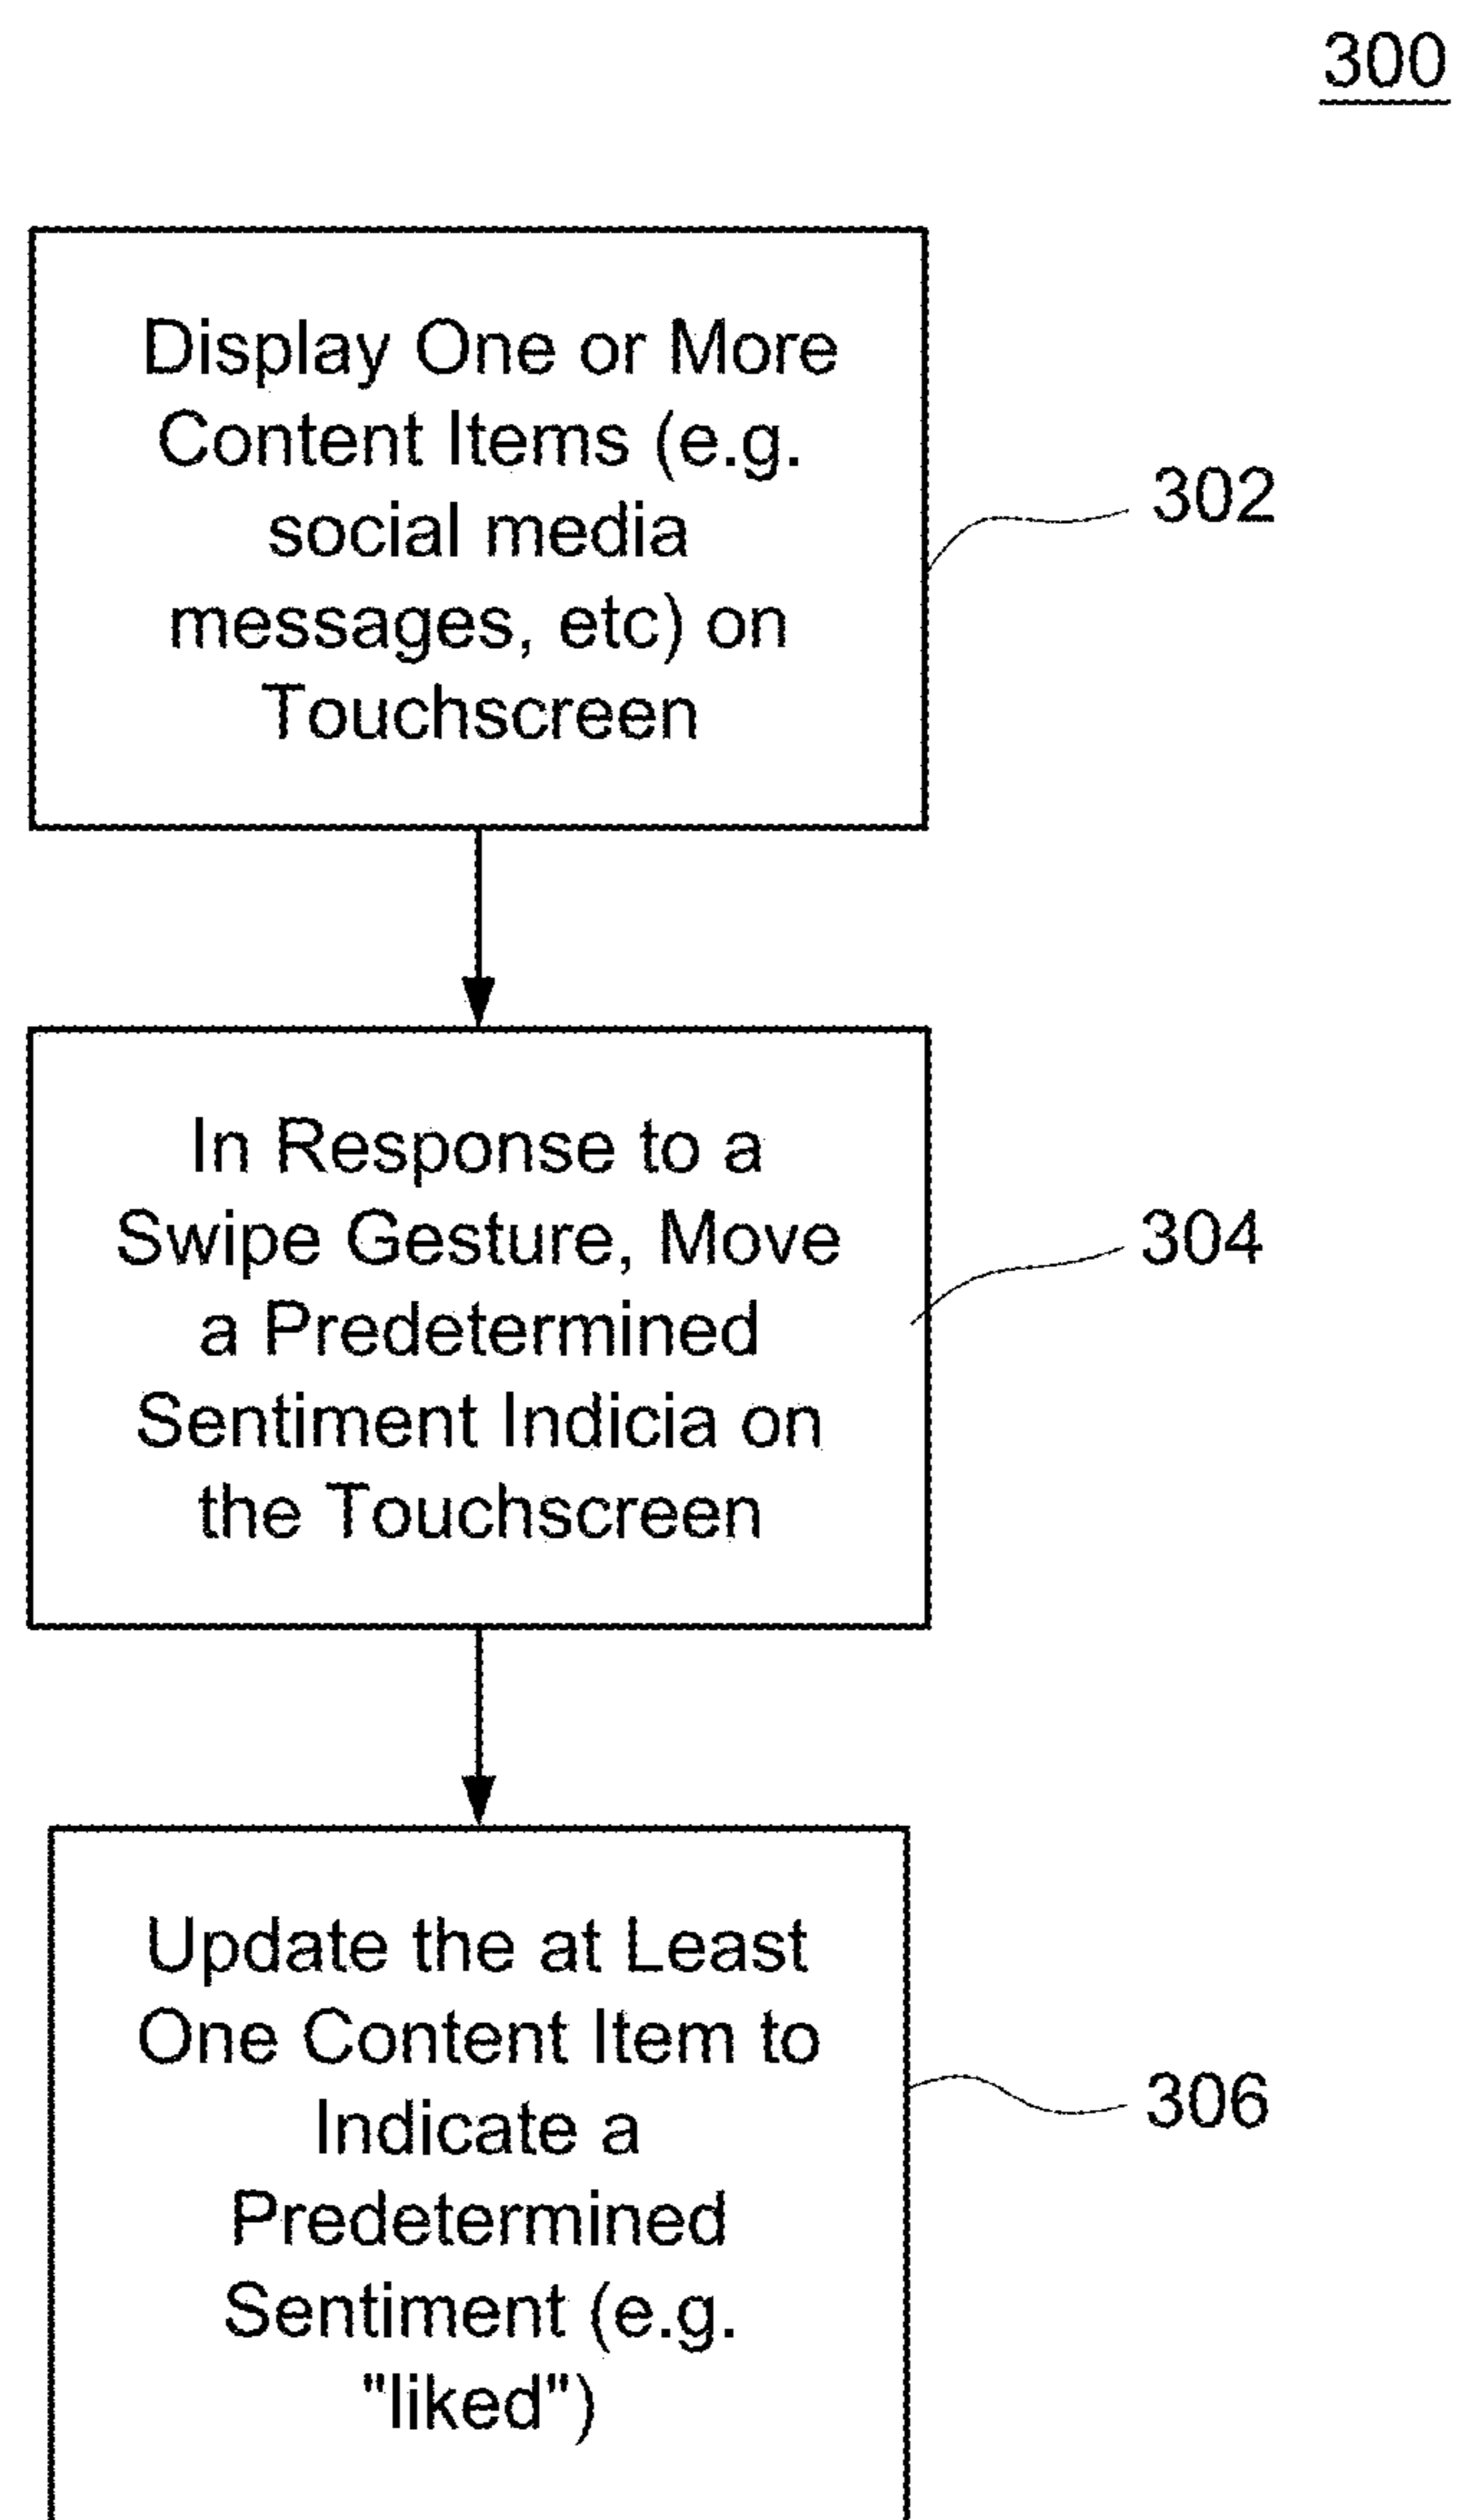 300
Display One or More
Content Items (e.g.
social media
messages, etc) on
Touchscreen
302
In Response to a
Swipe Gesture, Move
a Predetermined
Sentiment Indicia on
the Touchscreen
304
Update the at Least
One Content Item to
Indicate a
Predetermined
Sentiment (e.g.
"liked")
306